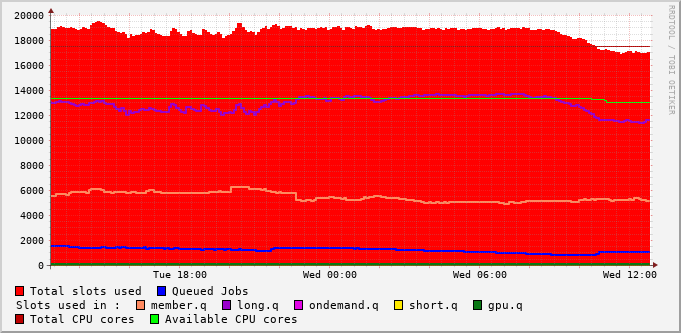 20000
18000
16000
14000
12000
10000
8000
6000
4000
2000
0
Tue 18:00 Wed 00:00 Wed 06:00 Wed 12:00
RRDTOOL / TOBI OETIKER
Total slots used Queued Jobs
Slots used in : member.q long.q ondemand.q short.q gpu.q
Total CPU cores Available CPU cores